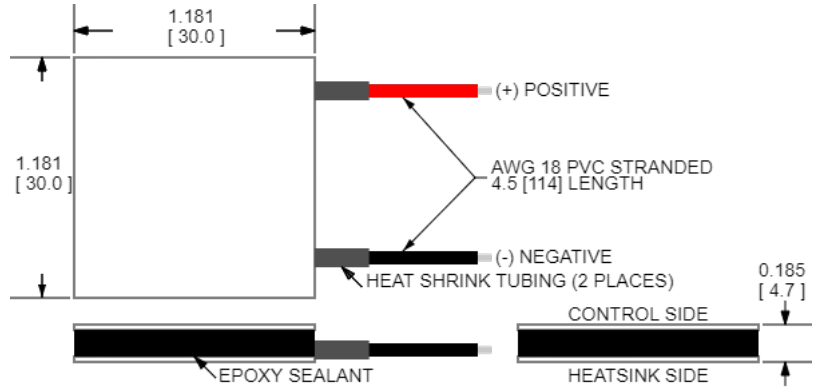 1.181
[ 30.0 ]
(+) POSITIVE
1.181
[ 30.0 ]
AWG 18 PVC STRANDED
4.5 [114] LENGTH
(-) NEGATIVE
HEAT SHRINK TUBING (2 PLACES)
0.185
[ 4.7 ]
CONTROL SIDE
EPOXY SEALANT
HEATSINK SIDE